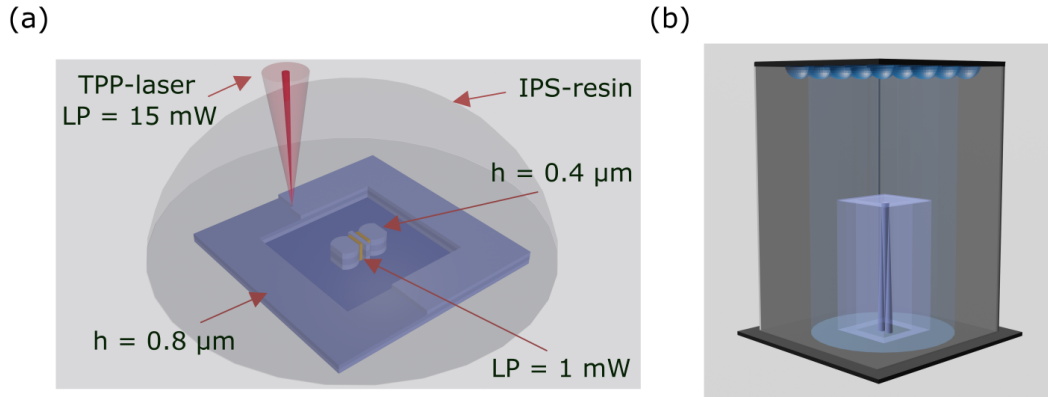 (a)
(b)
TPP-laser
LP = 15 mW
IPS-resin
h = 0.4 µm
h = 0.8 µm
LP = 1 mW